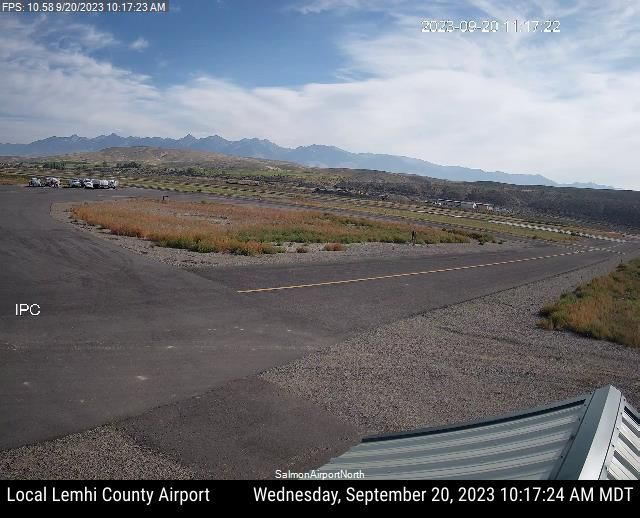 FPS: 10.58 9/20/2023 10:17:23 AM
2023-09-20 11:17:22
IPC
SalmonAirportNorth
Local Lemhi County Airport Wednesday, September 20, 2023 10:17:24 AM MDT